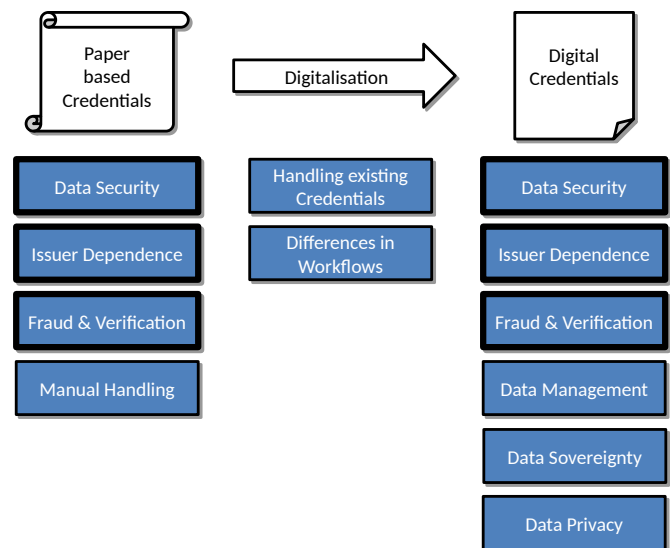 Paper
based
Credentials
Digitalisation
Digital
Credentials
Data Security
Issuer Dependence
Fraud & Verification
Manual Handling
Handling existing
Credentials
Differences in
Workflows
Data Security
Issuer Dependence
Fraud & Verification
Data Management
Data Sovereignty
Data Privacy